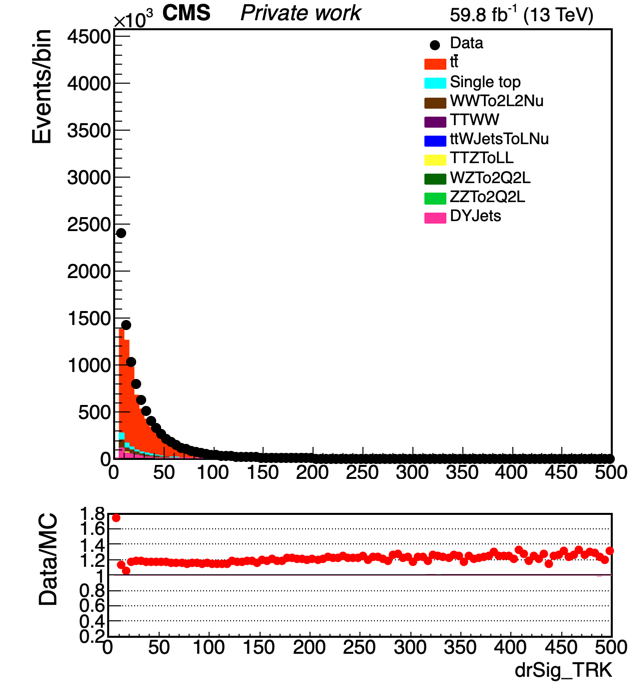 ×10³ CMS Private work 59.8 fb⁻¹ (13 TeV)
Events/bin
4500
4000
3500
3000
2500
2000
1500
1000
500
0
Data
tt̄
Single top
WWTo2L2Nu
TTWW
ttWJetsToLNu
TTZToLL
WZTo2Q2L
ZZTo2Q2L
DYJets
0 50 100 150 200 250 300 350 400 450 500
Data/MC
1.8
1.6
1.4
1.2
1
0.8
0.6
0.4
0.2
0 50 100 150 200 250 300 350 400 450 500
drSig_TRK